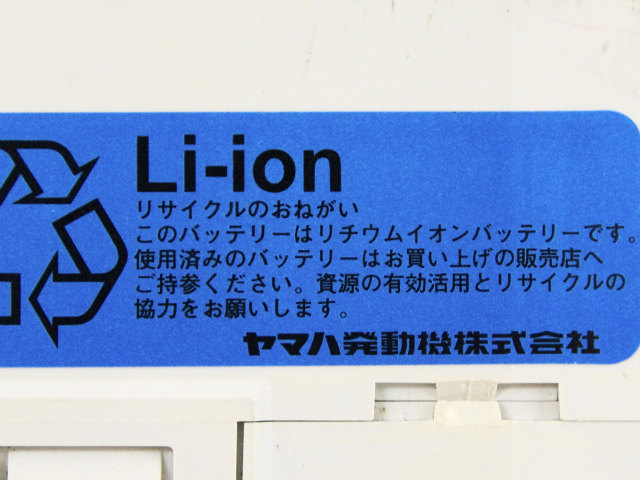 Li-ion
リサイクルのおねがい
このバッテリーはリチウムイオンバッテリーです。
使用済みのバッテリーはお買い上げの販売店へ
ご持参ください。資源の有効活用とリサイクルの
協力をお願いします。
ヤマハ発動機株式会社